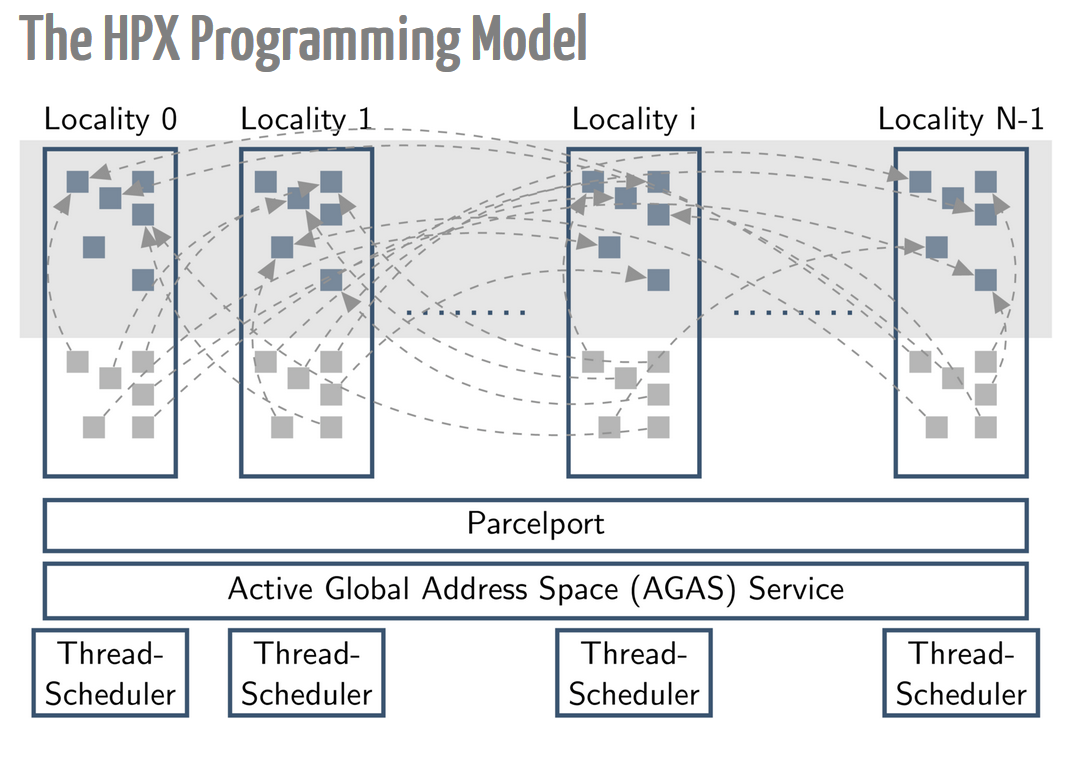 The HPX Programming Model
Locality 0
Locality 1
Locality i
Locality N-1
Parcelport
Active Global Address Space (AGAS) Service
Thread-
Scheduler
Thread-
Scheduler
Thread-
Scheduler
Thread-
Scheduler